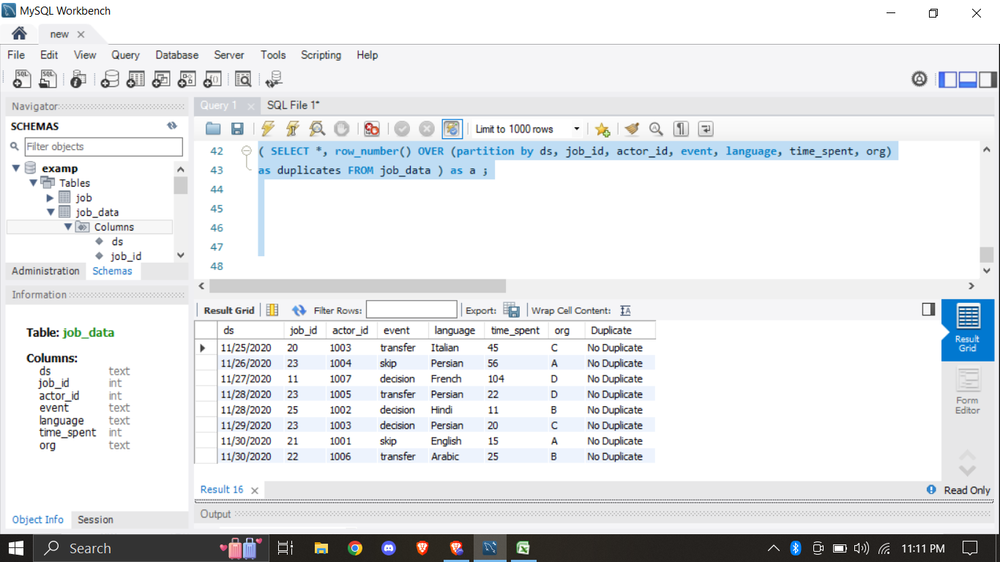 MySQL Workbench
new
File Edit View Query Database Server Tools Scripting Help
Navigator
Query 1 SQL File 1*
SCHEMAS
Limit to 1000 rows
Filter objects
examp
Tables
job
job_data
Columns
ds
job_id
Administration Schemas
42 ( SELECT *, row_number() OVER (partition by ds, job_id, actor_id, event, language, time_spent, org)
43 as duplicates FROM job_data ) as a ;
44
45
46
47
48
Information
Table: job_data
Columns:
ds text
job_id int
actor_id int
event text
language text
time_spent int
org text
Object Info Session
Result Grid Filter Rows: Export: Wrap Cell Content:
ds job_id actor_id event language time_spent org Duplicate
11/25/2020 20 1003 transfer Italian 45 C No Duplicate
11/26/2020 23 1004 skip Persian 56 A No Duplicate
11/27/2020 11 1007 decision French 104 D No Duplicate
11/28/2020 23 1005 transfer Persian 22 D No Duplicate
11/28/2020 25 1002 decision Hindi 11 B No Duplicate
11/29/2020 23 1003 decision Persian 20 C No Duplicate
11/30/2020 21 1001 skip English 15 A No Duplicate
11/30/2020 22 1006 transfer Arabic 25 B No Duplicate
Result
Grid
Form
Editor
Result 16
Read Only
Output
Search
11:11 PM